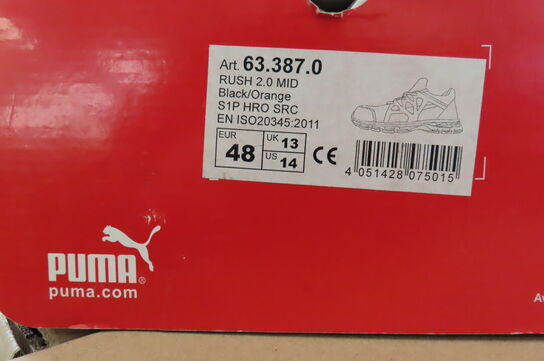 Art. 63.387.0
RUSH 2.0 MID
Black/Orange
S1P HRO SRC
EN ISO20345:2011
EUR 48
UK 13
US 14
CE
4 051428 075015
PUMA®
puma.com